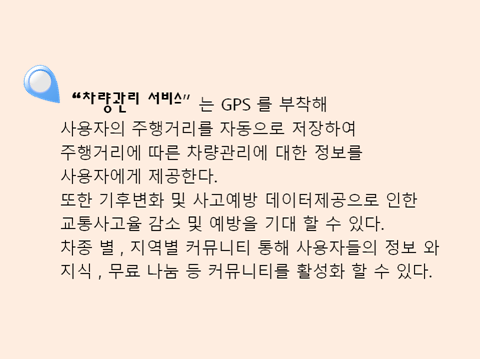 “차량관리 서비스” 는 GPS 를 부착해
사용자의 주행거리를 자동으로 저장하여
주행거리에 따른 차량관리에 대한 정보를
사용자에게 제공한다.
또한 기후변화 및 사고예방 데이터제공으로 인한
교통사고율 감소 및 예방을 기대 할 수 있다.
차종 별 , 지역별 커뮤니티 통해 사용자들의 정보 와
지식 , 무료 나눔 등 커뮤니티를 활성화 할 수 있다.